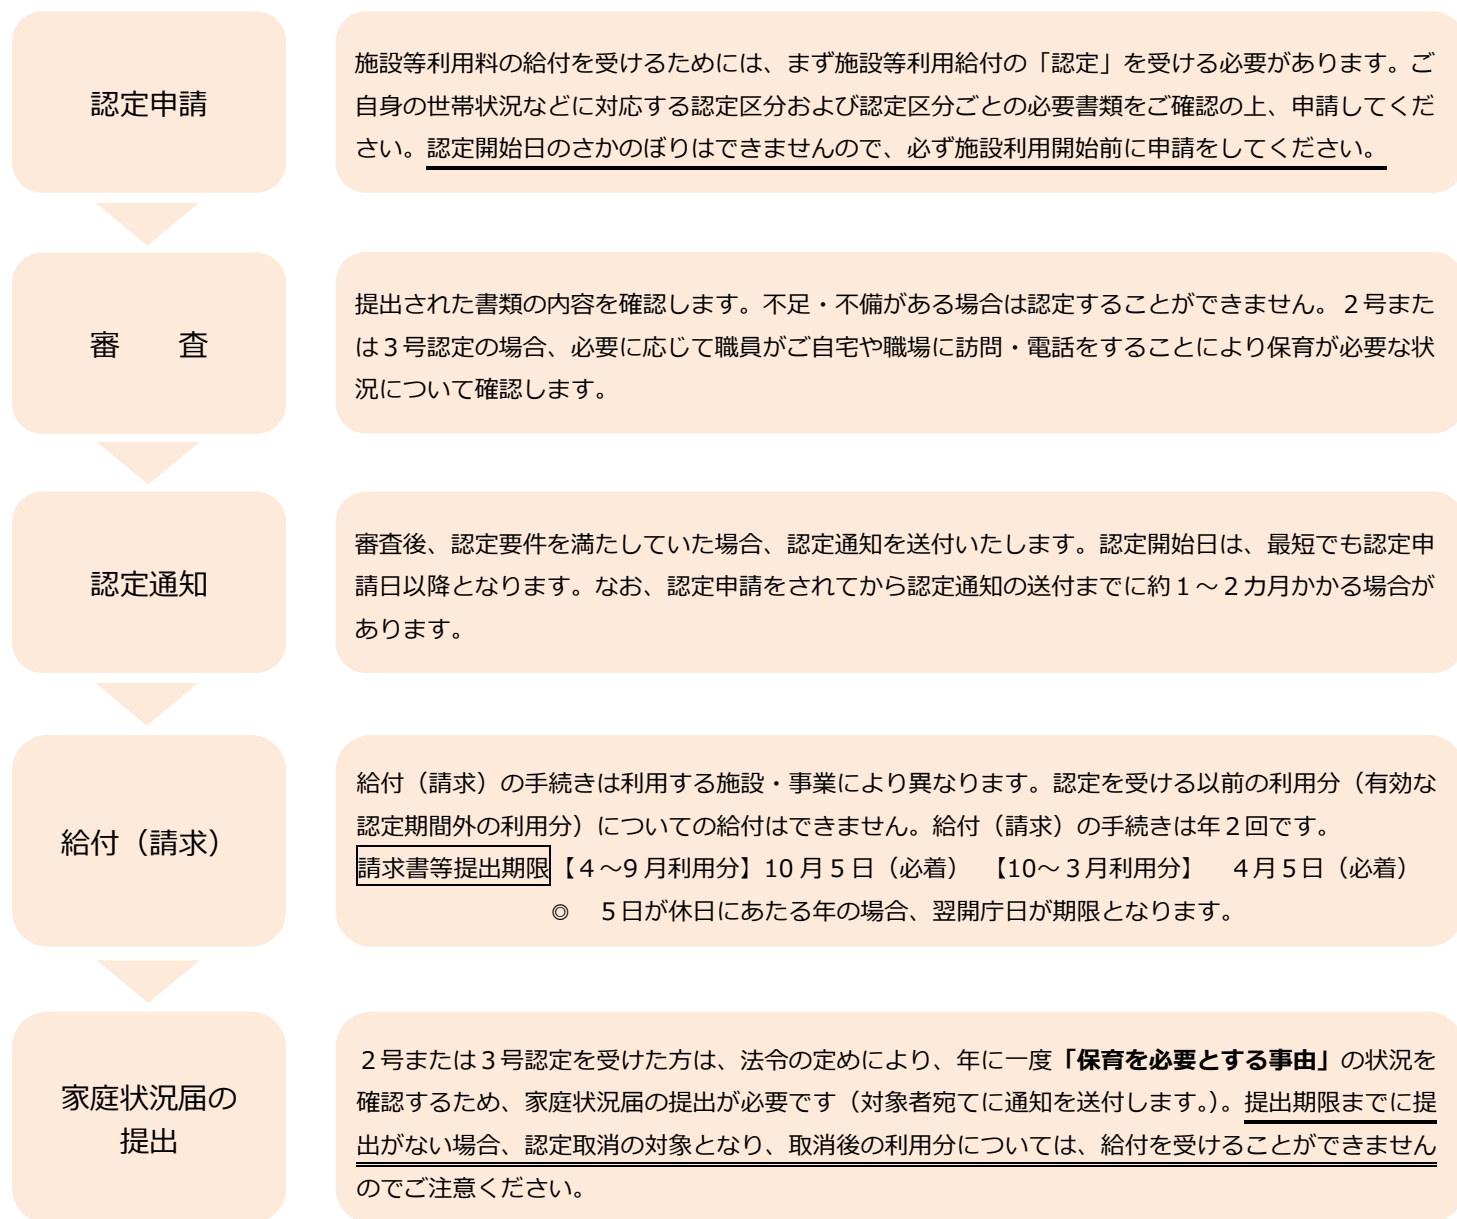 認定申請
施設等利用料の給付を受けるためには、まず施設等利用給付の「認定」を受ける必要があります。ご
自身の世帯状況などに対応する認定区分および認定区分ごとの必要書類をご確認の上、申請してくだ
さい。認定開始日のさかのぼりはできませんので、必ず施設利用開始前に申請をしてください。
審　査
提出された書類の内容を確認します。不足・不備がある場合は認定することができません。２号また
は３号認定の場合、必要に応じて職員がご自宅や職場に訪問・電話をすることにより保育が必要な状
況について確認します。
認定通知
審査後、認定要件を満たしていた場合、認定通知を送付いたします。認定開始日は、最短でも認定申
請日以降となります。なお、認定申請をされてから認定通知の送付までに約１～２カ月かかる場合が
あります。
給付（請求）
給付（請求）の手続きは利用する施設・事業により異なります。認定を受ける以前の利用分（有効な
認定期間外の利用分）についての給付はできません。給付（請求）の手続きは年２回です。
請求書等提出期限【４～9 月利用分】10 月５日（必着）　【10～３月利用分】　４月５日（必着）
◎　５日が休日にあたる年の場合、翌開庁日が期限となります。
家庭状況届の
提出
２号または３号認定を受けた方は、法令の定めにより、年に一度「保育を必要とする事由」の状況を
確認するため、家庭状況届の提出が必要です（対象者宛てに通知を送付します。）。提出期限までに提
出がない場合、認定取消の対象となり、取消後の利用分については、給付を受けることができません
のでご注意ください。